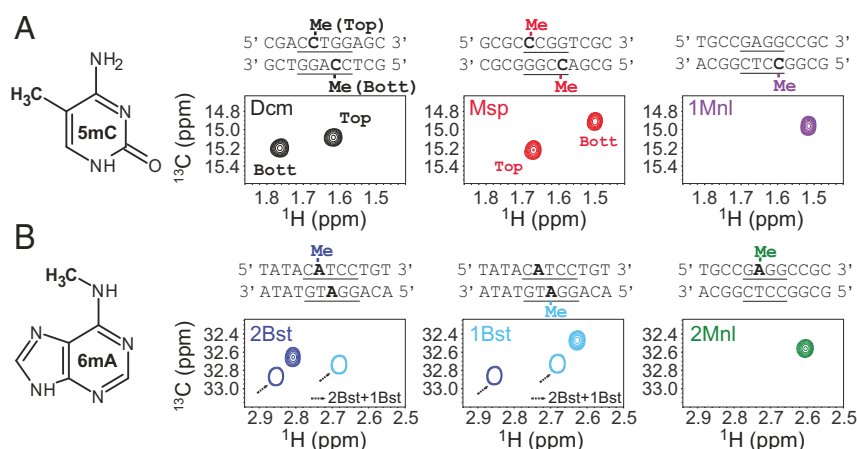 A
Me (Top)
5' CGACCTGGAGC 3'
GCTGGACCTCG
Me (Bott)
NH₂
H₃C
N
5mC
NH
O
¹³C (ppm)
14.8
15.0
15.2
15.4
Dcm
Top
Bott
1.8 1.7 1.6 1.5
¹H (ppm)
Me
5' GCGCCCGGTCGC 3'
3' CGCGGGCCAGCG 5'
Me
14.8
15.0
15.2
15.4
Msp
Top
Bott
1.8 1.7 1.6 1.5
¹H (ppm)
5' TGCCGAGGCCGC 3'
3' ACGGCTCCGGCG 5'
Me
14.8
15.0
15.2
15.4
1Mnl
1.8 1.7 1.6 1.5
¹H (ppm)
B
Me
5' TATACATCCTGT 3'
3' ATATGTAGGACA 5'
H₃C
NH
N
N
6mA
NH
N
¹³C (ppm)
32.4
32.6
32.8
33.0
2Bst
2Bst+1Bst
2.9 2.8 2.7 2.6 2.5
¹H (ppm)
5' TATACATCCTGT 3'
3' ATATGTAGGACA 5'
Me
32.4
32.6
32.8
33.0
1Bst
2Bst+1Bst
2.9 2.8 2.7 2.6 2.5
¹H (ppm)
Me
5' TGCCGAGGCCGC 3'
3' ACGGCTCCGGCG 5'
32.4
32.6
32.8
33.0
2Mnl
2.9 2.8 2.7 2.6 2.5
¹H (ppm)